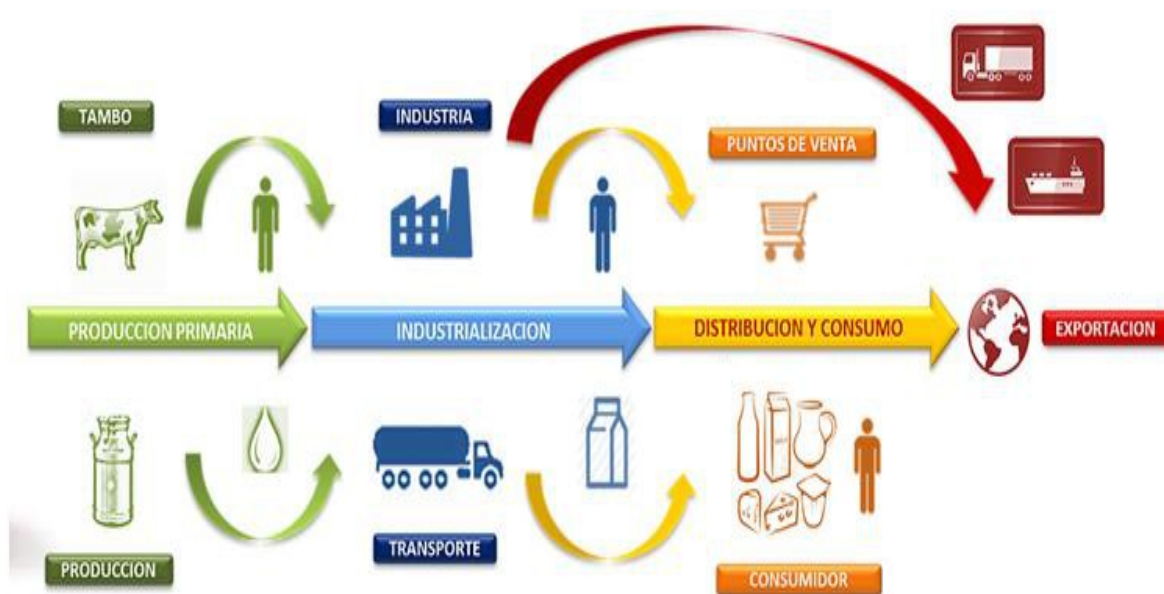 TAMBO
INDUSTRIA
PUNTOS DE VENTA
PRODUCCION PRIMARIA
INDUSTRIALIZACION
DISTRIBUCION Y CONSUMO
EXPORTACION
PRODUCCION
TRANSPORTE
CONSUMIDOR